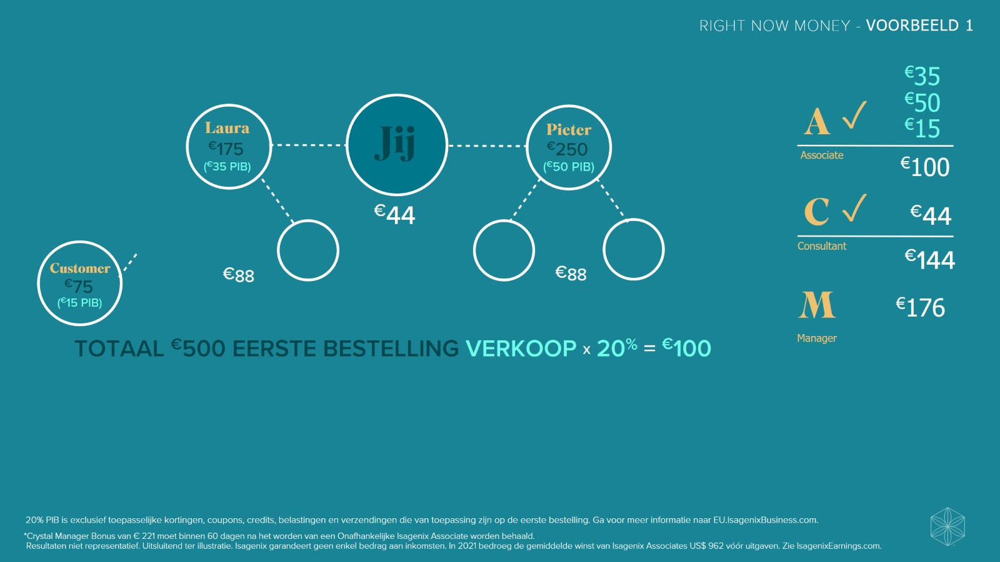 RIGHT NOW MONEY - VOORBEELD 1
Laura
€175
(€35 PIB)
Jij
€44
Pieter
€250
(€50 PIB)
Customer
€75
(€15 PIB)
€88
€88
€35
€50
€15
A ✓
Associate
€100
C ✓
€44
Consultant
€144
M
€176
Manager
TOTAAL €500 EERSTE BESTELLING VERKOOP x 20% = €100
20% PIB is exclusief toepasselijke kortingen, coupons, credits, belastingen en verzendingen die van toepassing zijn op de eerste bestelling. Ga voor meer informatie naar EU.IsagenixBusiness.com.
*Crystal Manager Bonus van € 221 moet binnen 60 dagen na het worden van een Onafhankelijke Isagenix Associate worden behaald.
Resultaten niet representatief. Uitsluitend ter illustratie. Isagenix garandeert geen enkel bedrag aan inkomsten. In 2021 bedroeg de gemiddelde winst van Isagenix Associates US$ 962 vóór uitgaven. Zie IsagenixEarnings.com.